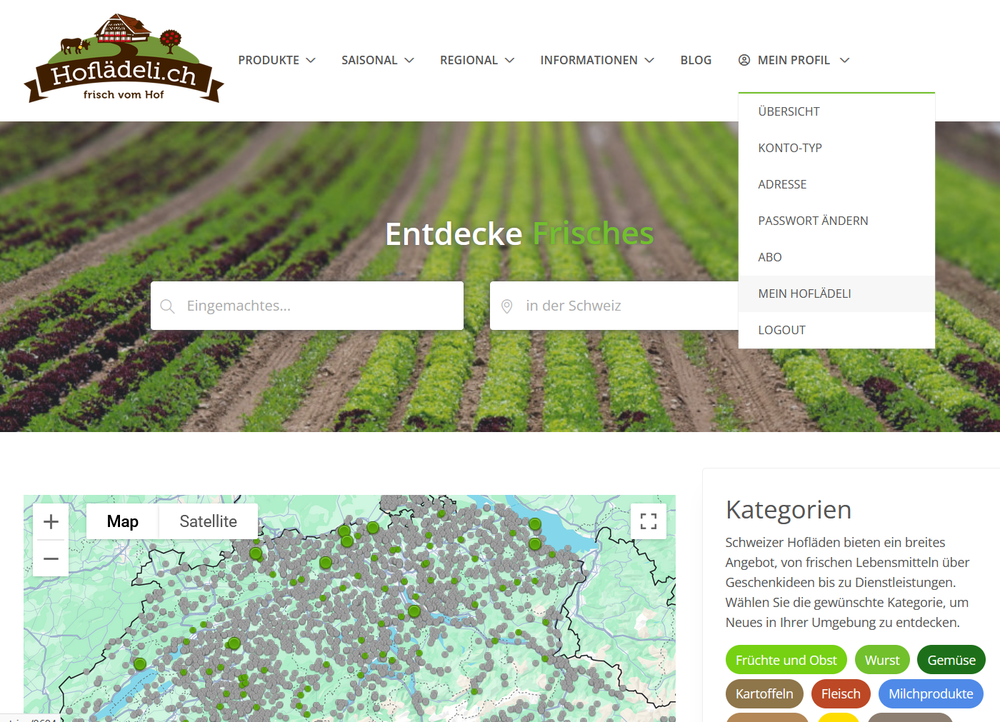 Hoflädeli.ch
frisch vom Hof
PRODUKTE
SAISONAL
REGIONAL
INFORMATIONEN
BLOG
MEIN PROFIL
ÜBERSICHT
KONTO-TYP
ADRESSE
PASSWORT ÄNDERN
ABO
MEIN HOFLÄDELI
LOGOUT
Entdecke Frisches
Eingemachtes...
in der Schweiz
Map
Satellite
Kategorien
Schweizer Hofläden bieten ein breites
Angebot, von frischen Lebensmitteln über
Geschenkideen bis zu Dienstleistungen.
Wählen Sie die gewünschte Kategorie, um
Neues in Ihrer Umgebung zu entdecken.
Früchte und Obst
Wurst
Gemüse
Kartoffeln
Fleisch
Milchprodukte